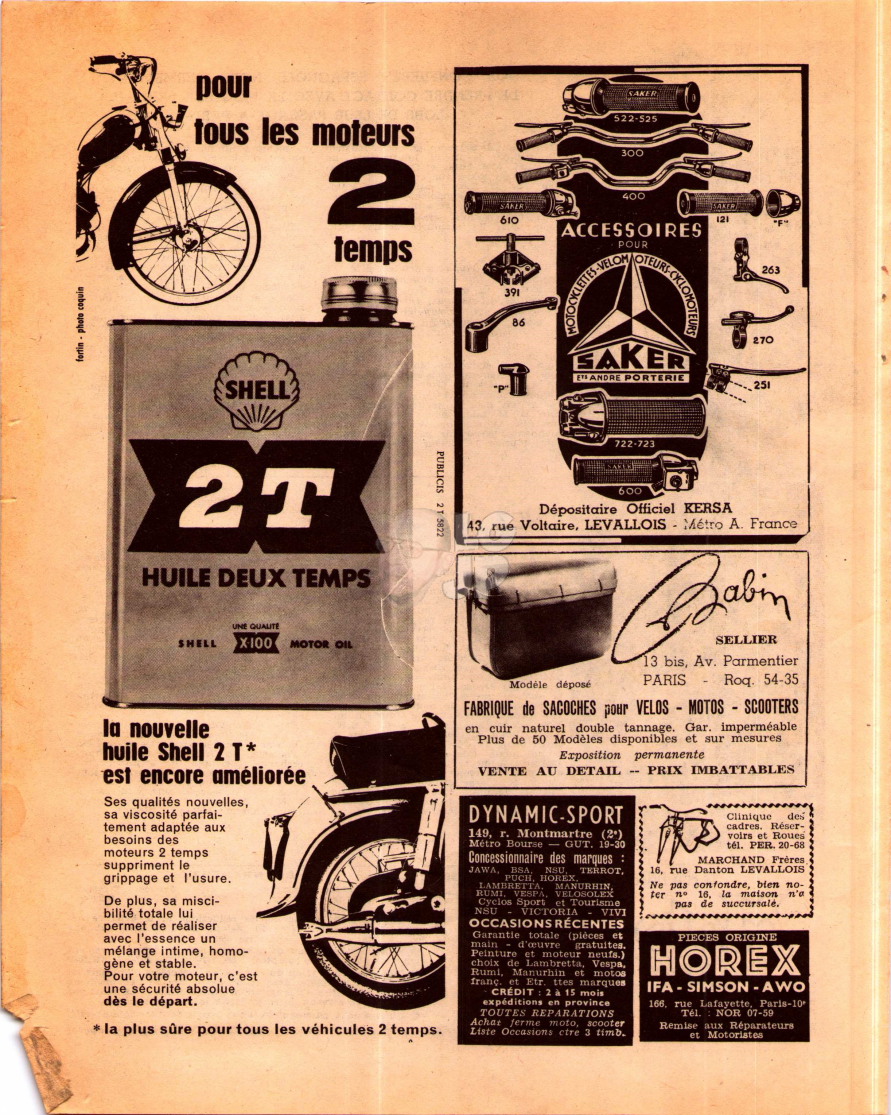 pour
tous les moteurs
2
temps
fortin - photo coquin
SHELL
2T
HUILE DEUX TEMPS
UNE QUALITÉ
SHELL X-100 MOTOR OIL
PUBLICIS 2T 5822
la nouvelle
huile Shell 2 T*
est encore améliorée
Ses qualités nouvelles,
sa viscosité parfai-
tement adaptée aux
besoins des
moteurs 2 temps
suppriment le
grippage et l'usure.
De plus, sa misci-
bilité totale lui
permet de réaliser
avec l'essence un
mélange intime, homo-
gène et stable.
Pour votre moteur, c'est
une sécurité absolue
dès le départ.
* la plus sûre pour tous les véhicules 2 temps.
SAKER
522-525
300
400
SAKER
610
SAKER
121
"F"
ACCESSOIRES
POUR
MOTOCYCLETTES-VELOMOTEURS-CYCLOMOTEURS
SAKER
Ets ANDRE PORTERIE
391
86
"P"
263
270
251
722-723
SAKER
600
Dépositaire Officiel KERSA
43, rue Voltaire, LEVALLOIS - Métro A. France
Babin
SELLIER
13 bis, Av. Parmentier
PARIS - Roq. 54-35
Modèle déposé
FABRIQUE de SACOCHES pour VELOS - MOTOS - SCOOTERS
en cuir naturel double tannage. Gar. imperméable
Plus de 50 Modèles disponibles et sur mesures
Exposition permanente
VENTE AU DETAIL -- PRIX IMBATTABLES
DYNAMIC-SPORT
149, r. Montmartre (2e)
Métro Bourse — GUT. 19-30
Concessionnaire des marques :
JAWA, BSA, NSU, TERROT,
PUCH, HOREX,
LAMBRETTA, MANURHIN,
RUMI, VESPA, VELOSOLEX
Cyclos Sport et Tourisme
NSU - VICTORIA - VIVI
OCCASIONS RÉCENTES
Garantie totale (pièces et
main - d'œuvre gratuites.
Peinture et moteur neufs.)
choix de Lambretta, Vespa,
Rumi, Manurhin et motos
franç. et Etr. ttes marques
CRÉDIT : 2 à 15 mois
expéditions en province
TOUTES REPARATIONS
Achat ferme moto, scooter
Liste Occasions ctre 3 timb.
Clinique des
cadres. Réser-
voirs et Roues
tél. PER. 20-68
MARCHAND Frères
16, rue Danton LEVALLOIS
Ne pas confondre, bien no-
ter n° 16, la maison n'a
pas de succursale.
PIECES ORIGINE
HOREX
IFA - SIMSON - AWO
166, rue Lafayette, Paris-10e
Tél. : NOR 07-59
Remise aux Réparateurs
et Motoristes